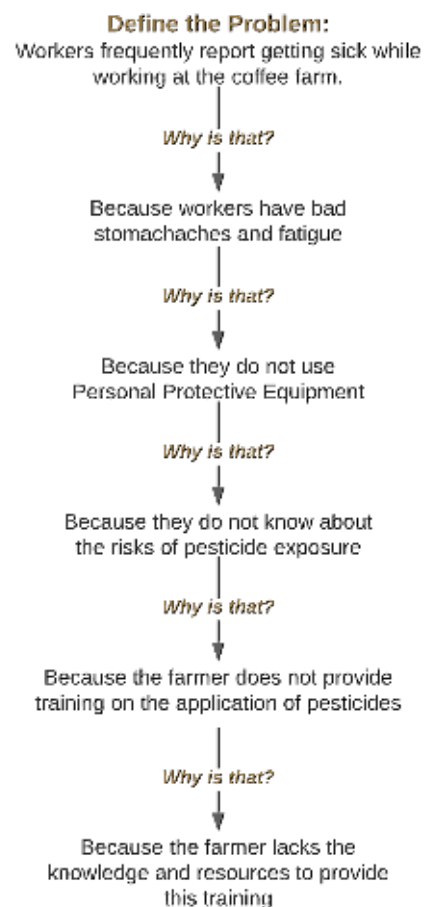 Define the Problem:
Workers frequently report getting sick while
working at the coffee farm.
Why is that?
Because workers have bad
stomachaches and fatigue
Why is that?
Because they do not use
Personal Protective Equipment
Why is that?
Because they do not know about
the risks of pesticide exposure
Why is that?
Because the farmer does not provide
training on the application of pesticides
Why is that?
Because the farmer lacks the
knowledge and resources to provide
this training